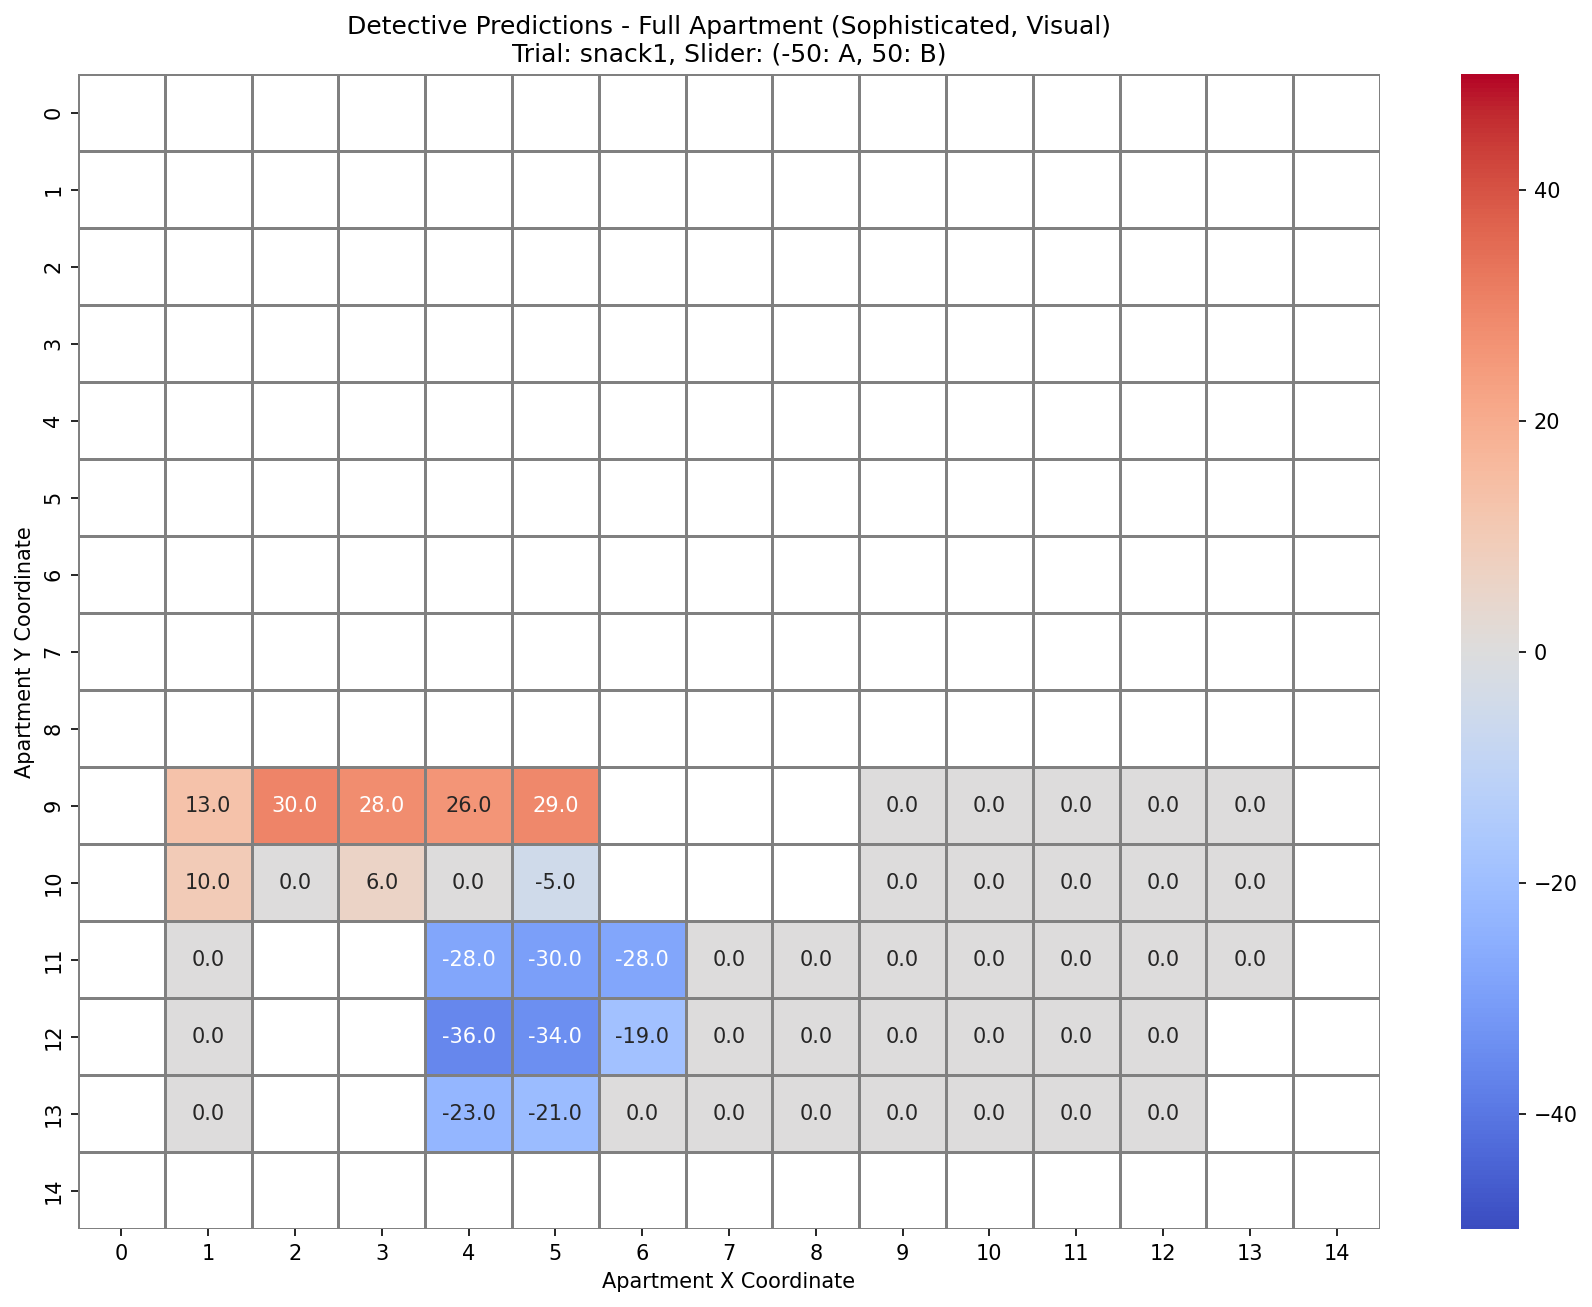 Detective Predictions - Full Apartment (Sophisticated, Visual)
Trial: snack1, Slider: (-50: A, 50: B)
Apartment Y Coordinate
0
1
2
3
4
5
6
7
8
9 13.0 30.0 28.0 26.0 29.0 0.0 0.0 0.0 0.0 0.0
10 10.0 0.0 6.0 0.0 -5.0 0.0 0.0 0.0 0.0 0.0
11 0.0 -28.0 -30.0 -28.0 0.0 0.0 0.0 0.0 0.0 0.0 0.0
12 0.0 -36.0 -34.0 -19.0 0.0 0.0 0.0 0.0 0.0 0.0
13 0.0 -23.0 -21.0 0.0 0.0 0.0 0.0 0.0 0.0 0.0
14
0 1 2 3 4 5 6 7 8 9 10 11 12 13 14
Apartment X Coordinate
40
20
0
−20
−40